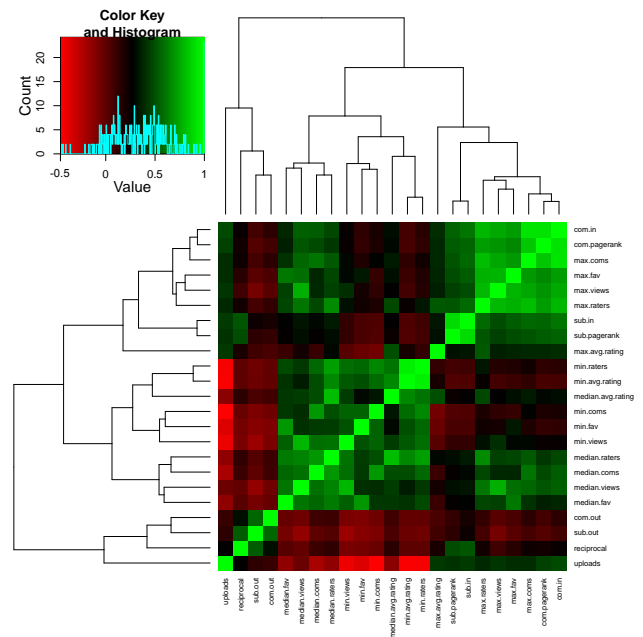 Color Key
and Histogram
Count
0 5 10 15 20
-0.5 0 0.5 1
Value
com.in
com.pagerank
max.coms
max.fav
max.views
max.raters
sub.in
sub.pagerank
max.avg.rating
min.raters
min.avg.rating
median.avg.rating
min.coms
min.fav
min.views
median.raters
median.coms
median.views
median.fav
com.out
sub.out
reciprocal
uploads
uploads
reciprocal
sub.out
com.out
median.fav
median.views
median.coms
median.raters
min.views
min.fav
min.coms
median.avg.rating
min.avg.rating
min.raters
max.avg.rating
sub.pagerank
sub.in
max.raters
max.views
max.fav
max.coms
com.pagerank
com.in